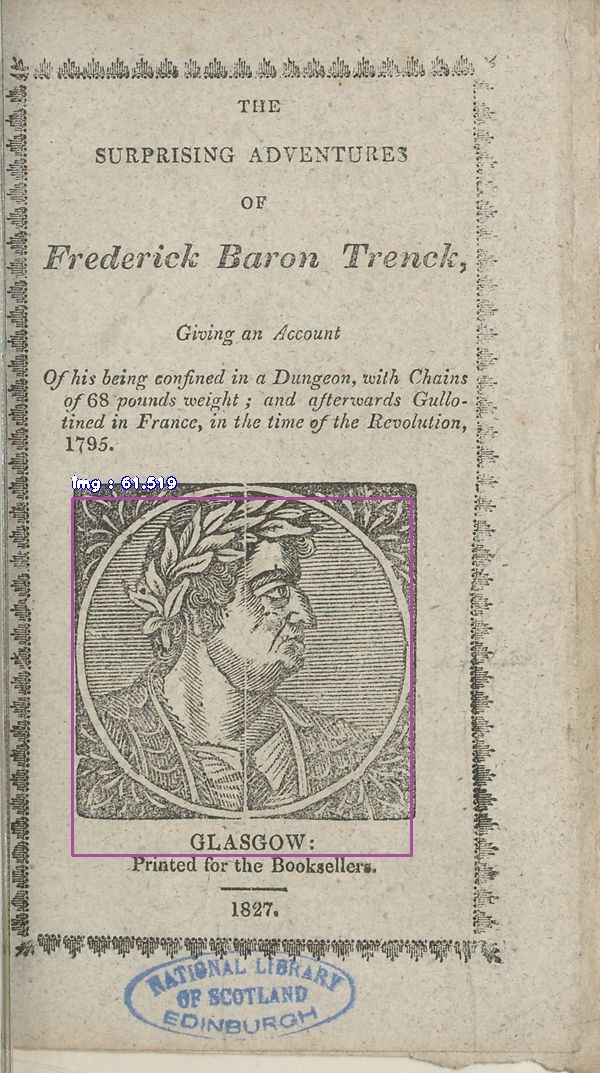 THE
SURPRISING ADVENTURES
OF
Frederick Baron Trenck,
Giving an Account
Of his being confined in a Dungeon, with Chains
of 68 pounds weight; and afterwards Gullo-
tined in France, in the time of the Revolution,
1795.
img : 61.519
GLASGOW:
Printed for the Booksellers.
1827.
NATIONAL LIBRARY
OF SCOTLAND
EDINBURGH